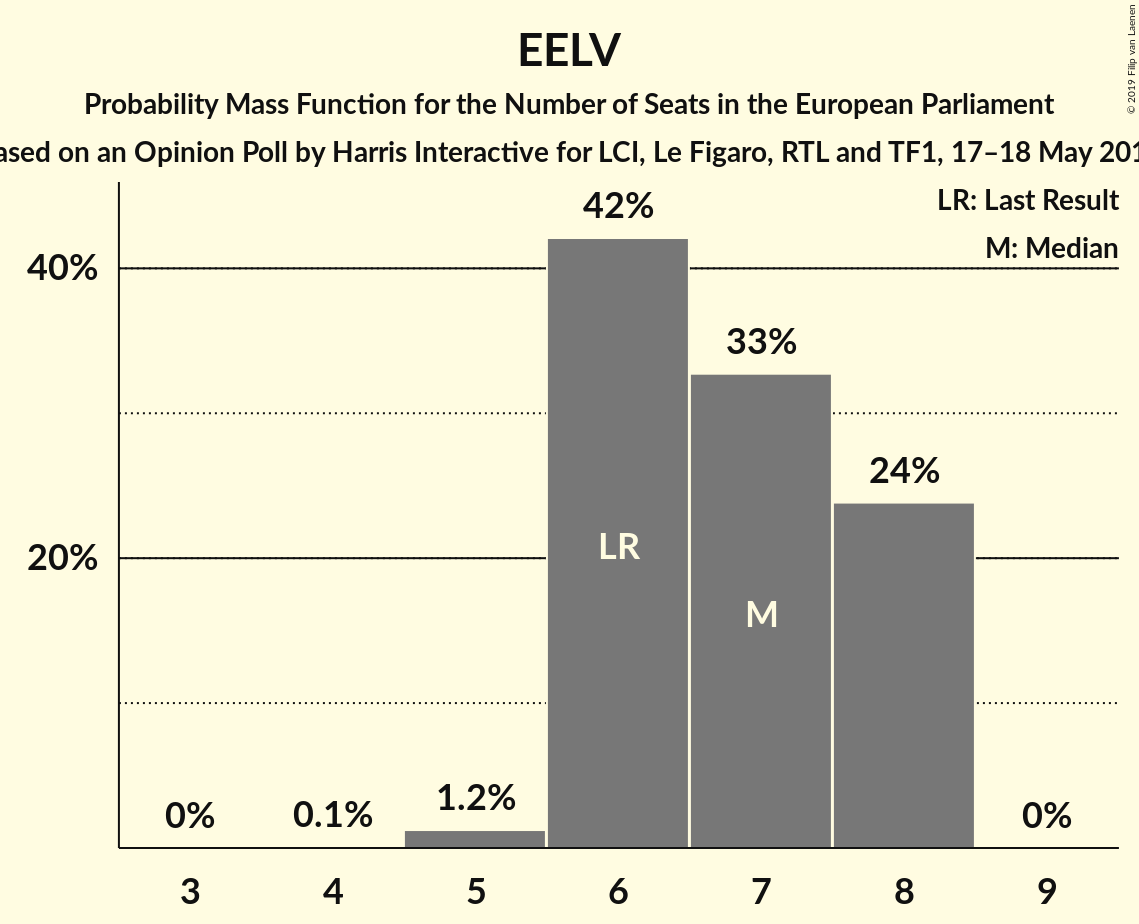 EELV
Probability Mass Function for the Number of Seats in the European Parliament
ased on an Opinion Poll by Harris Interactive for LCI, Le Figaro, RTL and TF1, 17–18 May 201
© 2019 Filip van Laenen
LR: Last Result
M: Median
40%
20%
0%
0.1%
1.2%
42%
33%
24%
0%
LR
M
3 4 5 6 7 8 9